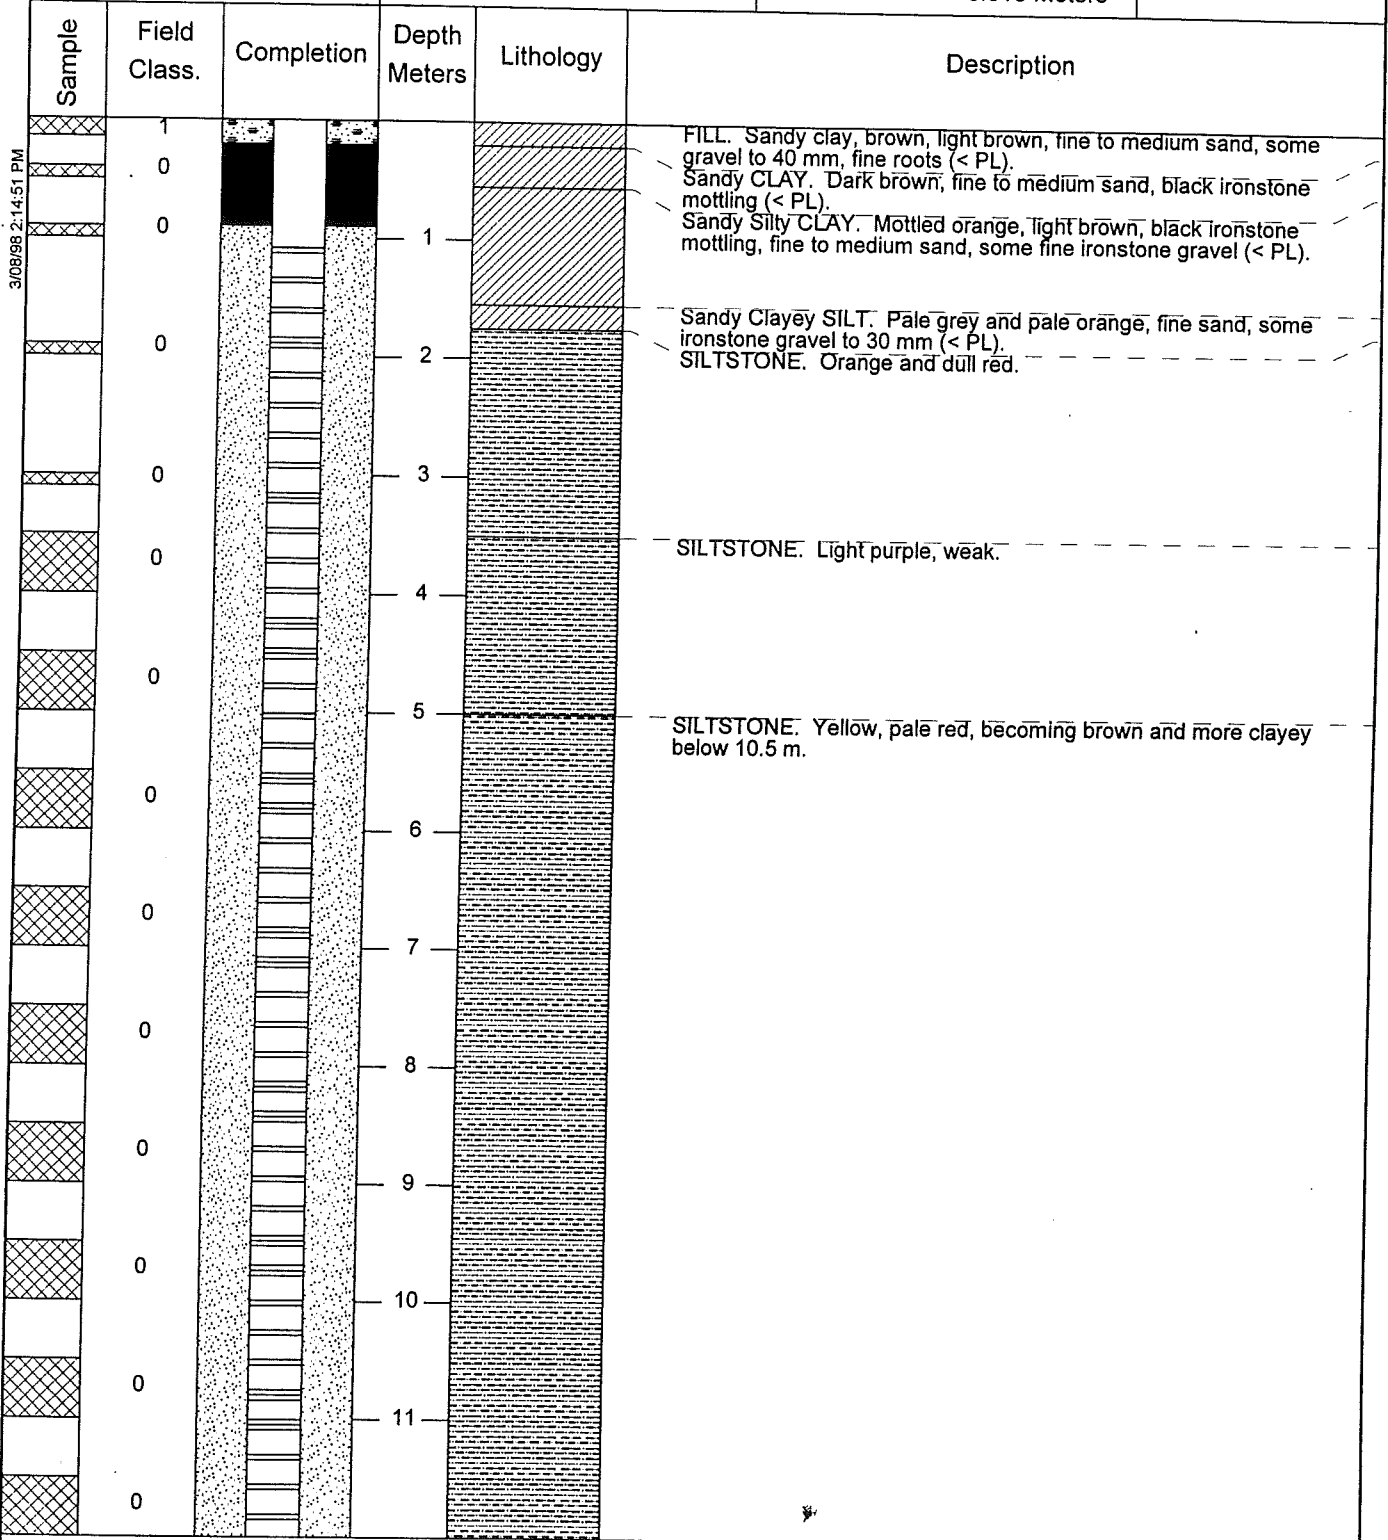 Sample
Field
Class.
Completion
Depth
Meters
Lithology
Description
3/08/98 2:14:51 PM
1
FILL. Sandy clay, brown, light brown, fine to medium sand, some
gravel to 40 mm, fine roots (< PL).
0
Sandy CLAY. Dark brown, fine to medium sand, black ironstone
mottling (< PL).
0
Sandy Silty CLAY. Mottled orange, light brown, black ironstone
mottling, fine to medium sand, some fine ironstone gravel (< PL).
1
Sandy Clayey SILT. Pale grey and pale orange, fine sand, some
ironstone gravel to 30 mm (< PL).
0
2
SILTSTONE. Orange and dull red.
0
3
SILTSTONE. Light purple, weak.
0
4
0
5
SILTSTONE. Yellow, pale red, becoming brown and more clayey
below 10.5 m.
0
6
0
7
0
8
0
9
0
10
0
11
0